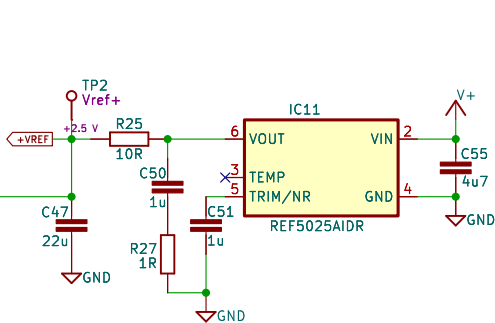 TP2
Vref+
+2.5 V
+VREF
R25
10R
IC11
6
VOUT
VIN
2
3
TEMP
5
TRIM/NR
GND
4
REF5025AIDR
V+
C55
4u7
GND
C50
1u
C51
1u
C47
22u
GND
R27
1R
GND